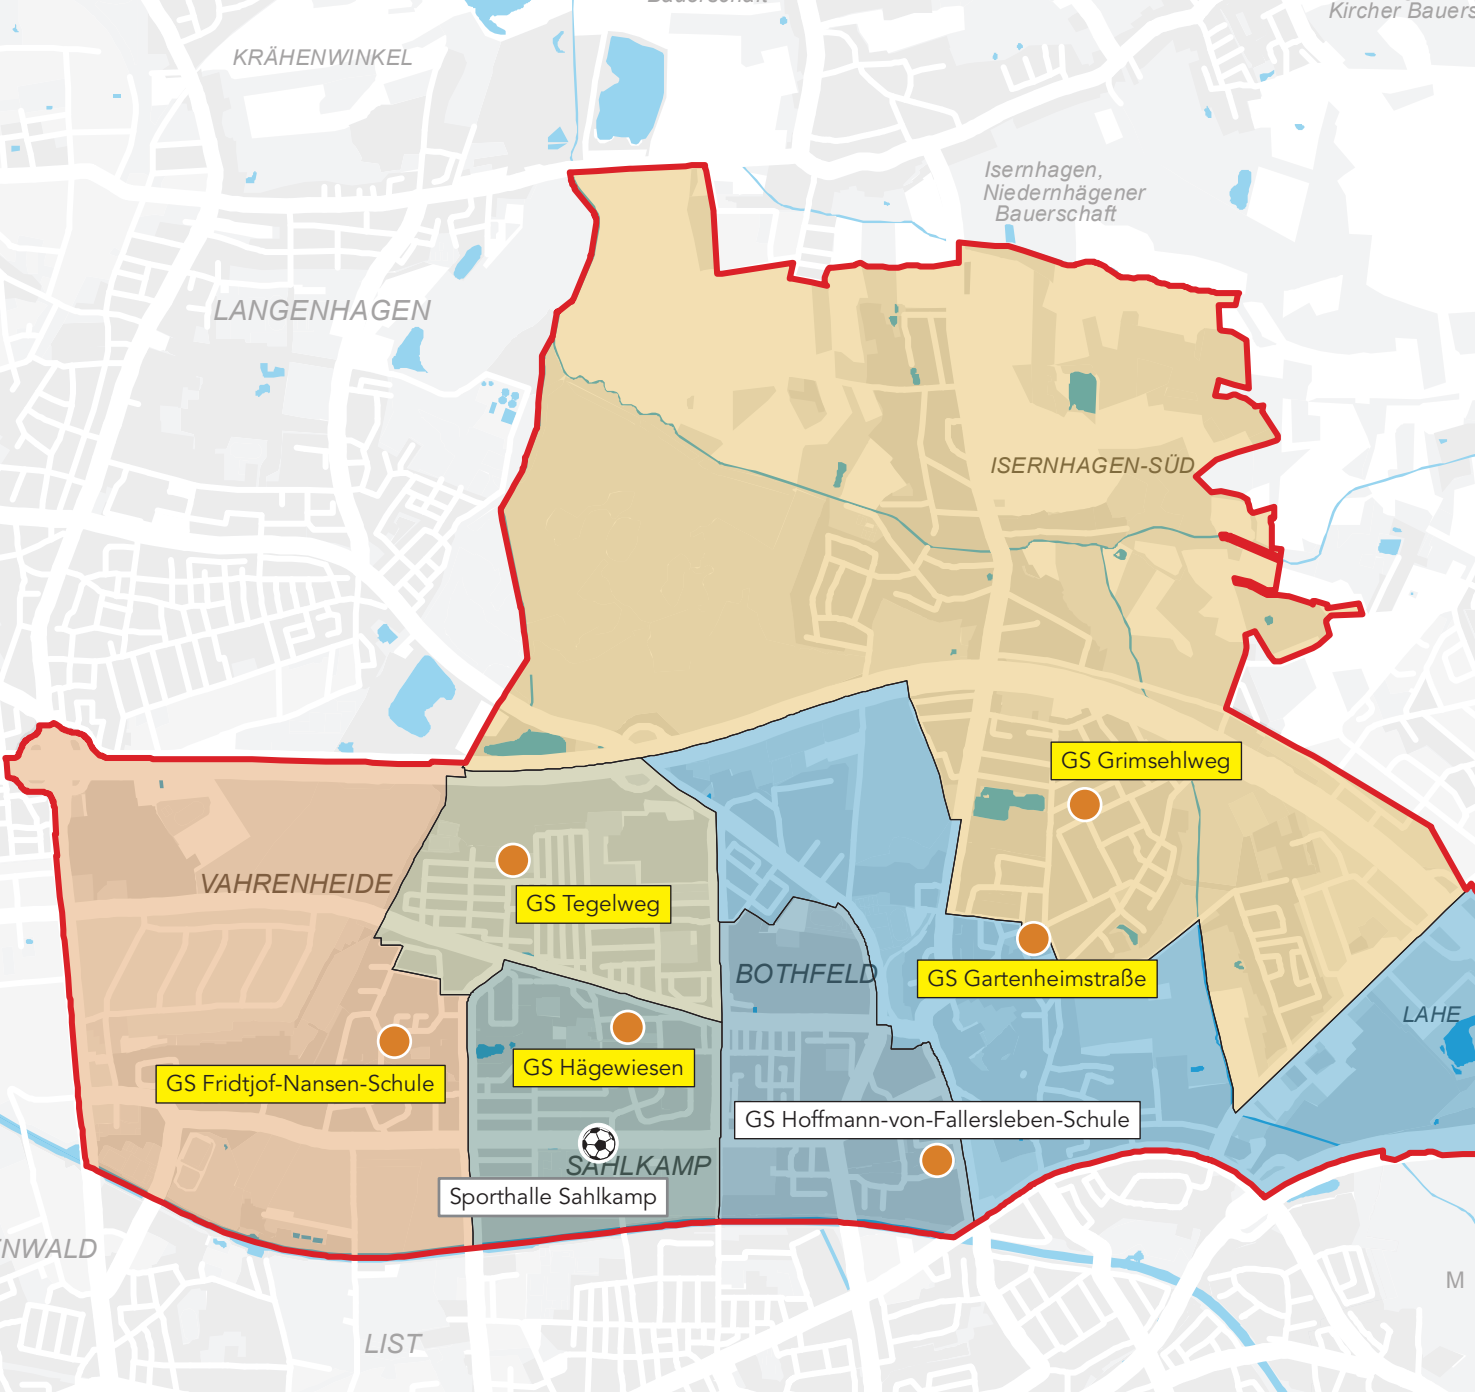 Bauerschaft
Kircher Bauers
KRÄHENWINKEL
Isernhagen,
Niedernhägener
Bauerschaft
LANGENHAGEN
ISERNHAGEN-SÜD
GS Grimsehlweg
VAHRENHEIDE
GS Tegelweg
BOTHFELD
GS Gartenheimstraße
LAHE
GS Hägewiesen
GS Fridtjof-Nansen-Schule
GS Hoffmann-von-Fallersleben-Schule
SAHLKAMP
Sporthalle Sahlkamp
NWALD
M
LIST